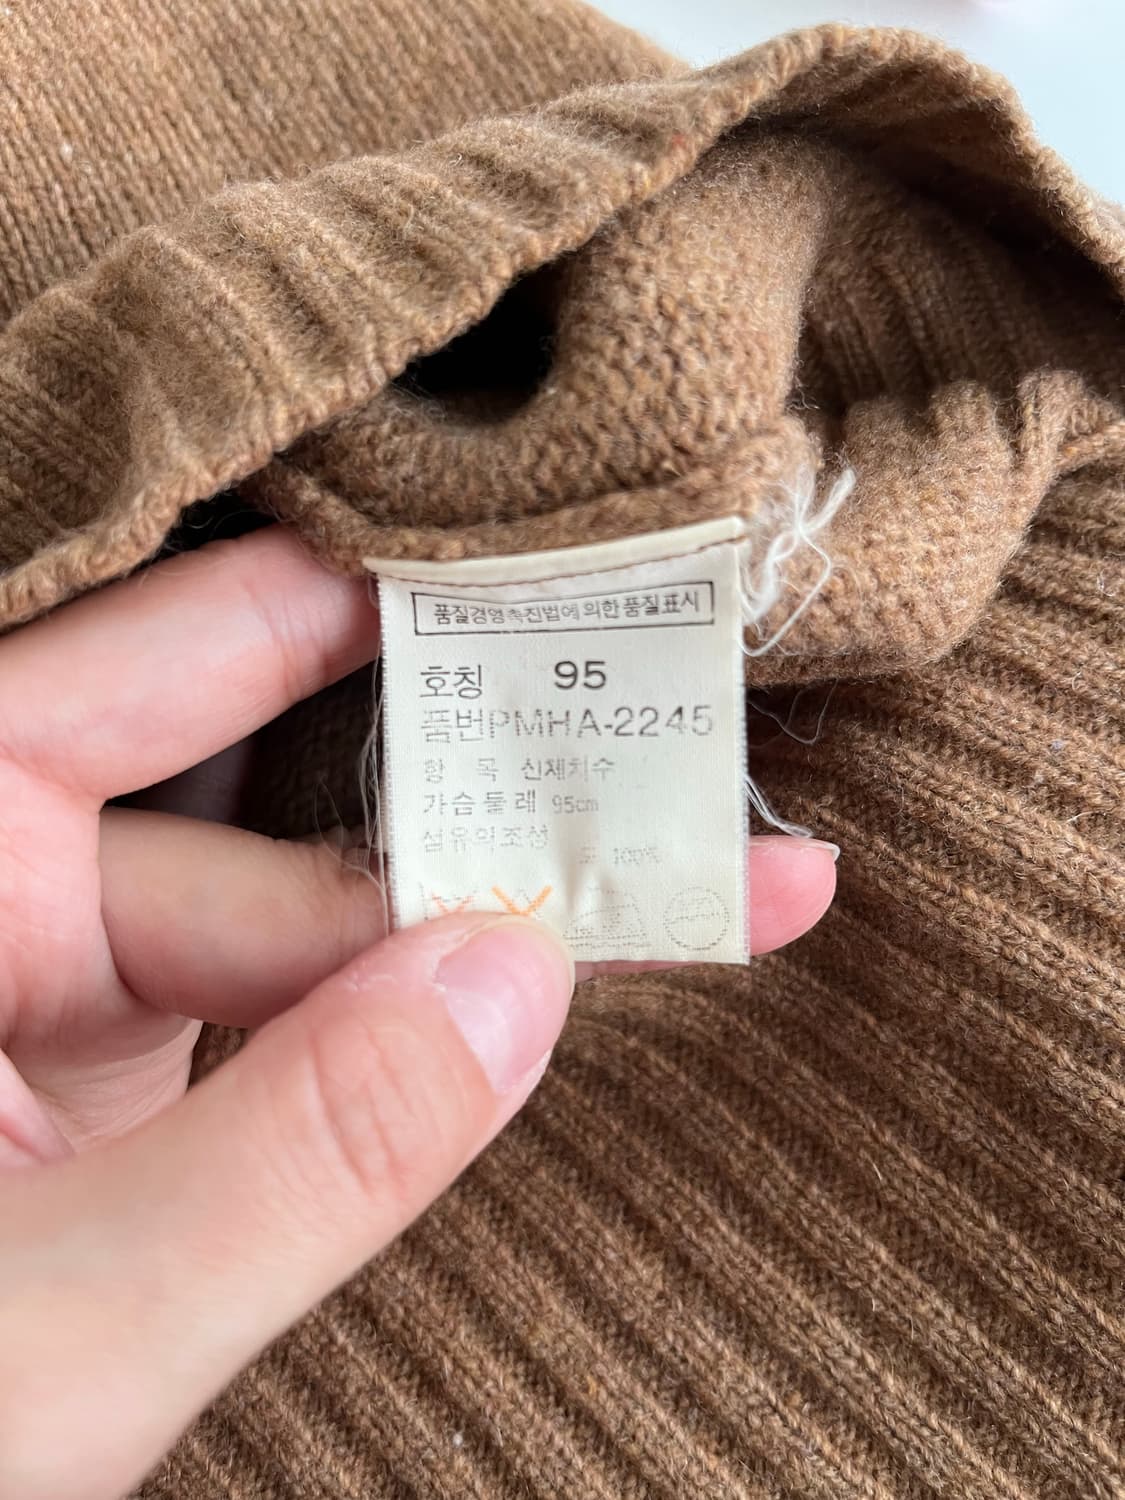 품질경영촉진법에 의한 품질표시
호칭 95
품번PMHA-2245
항 목 신체치수
가슴둘레 95cm
섬유의조성
모 100%